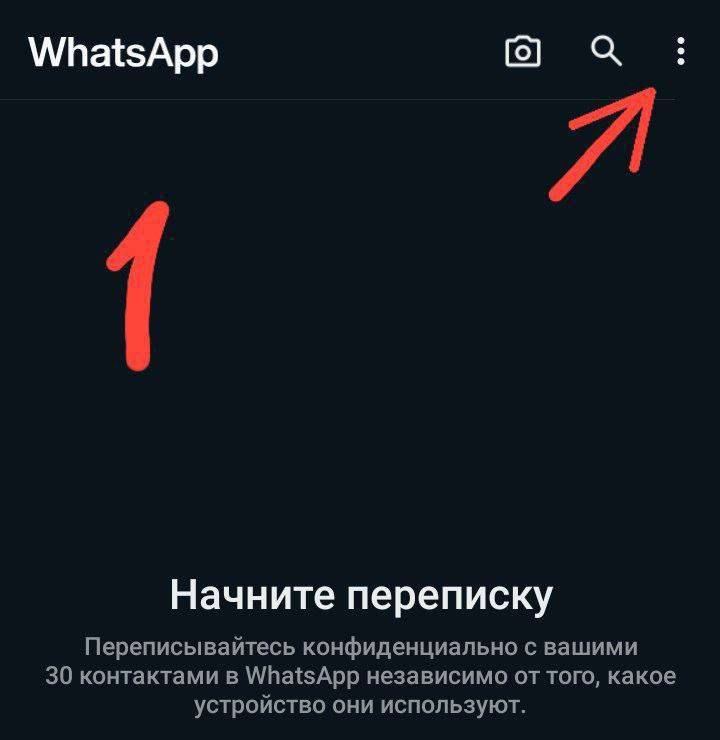 WhatsApp
1
Начните переписку
Переписывайтесь конфиденциально с вашими
30 контактами в WhatsApp независимо от того, какое
устройство они используют.